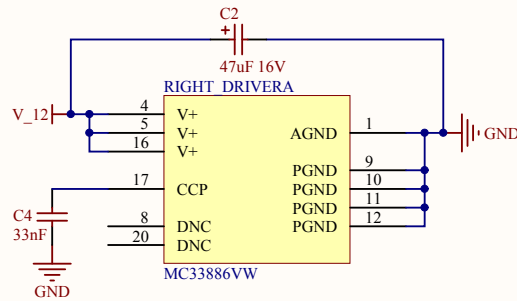 C2
+
47uF 16V
RIGHT_DRIVERA
V_12
4 V+
5 V+
16 V+
AGND 1
GND
PGND 9
17 CCP
PGND 10
PGND 11
C4
33nF
8 DNC
PGND 12
20 DNC
GND
MC33886VW